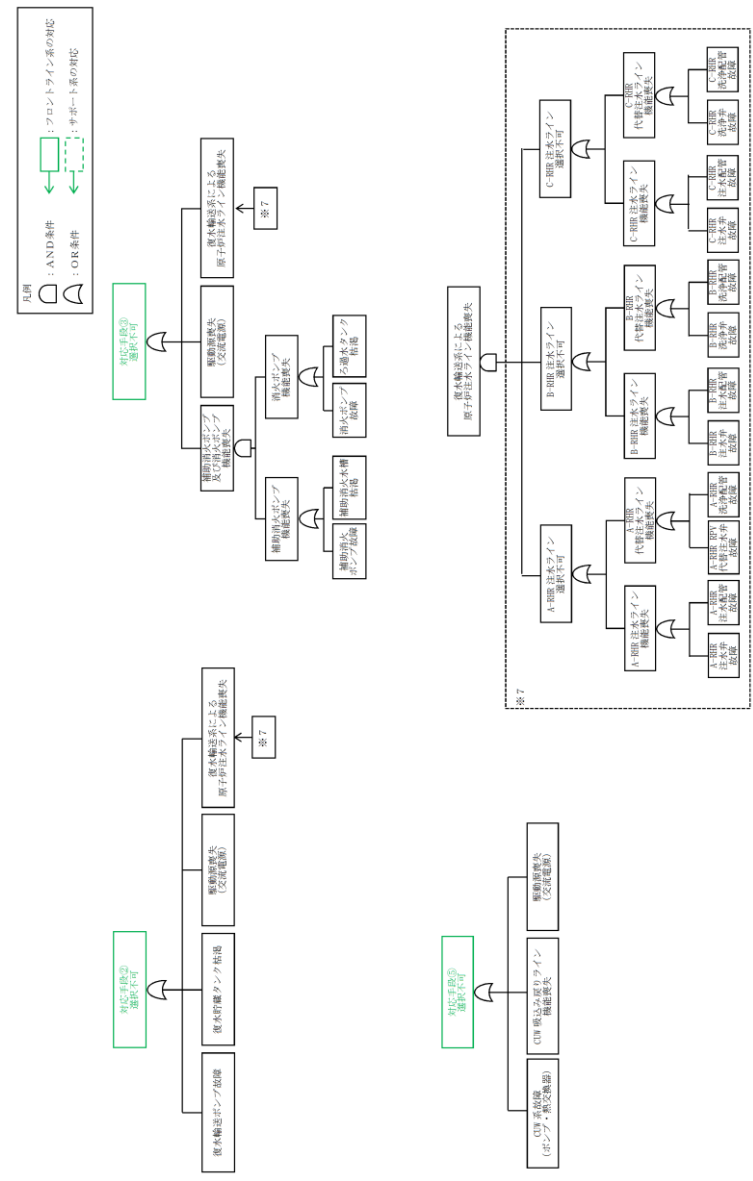 凡例
：AND条件
：OR条件
：フロントライン系の対応
：サポート系の対応
対応手段②
選択不可
復水輸送ポンプ故障
復水貯蔵タンク枯渇
駆動源喪失
(交流電源)
復水輸送系による
原子炉注水ライン機能喪失
※7
対応手段③
選択不可
補助消火ポンプ
及び消火ポンプ
機能喪失
駆動源喪失
(交流電源)
復水輸送系による
原子炉注水ライン機能喪失
※7
補助消火ポンプ
機能喪失
消火ポンプ
機能喪失
補助消火
ポンプ故障
補助消火水槽
枯渇
消火ポンプ
故障
ろ過水タンク
枯渇
対応手段⑤
選択不可
CUW系故障
(ポンプ・熱交換器)
CUW吸込み戻りライン
機能喪失
駆動源喪失
(交流電源)
※7
復水輸送系による
原子炉注水ライン機能喪失
A-RHR注水ライン
選択不可
B-RHR注水ライン
選択不可
C-RHR注水ライン
選択不可
A-RHR注水ライン
機能喪失
A-RHR
代替注水ライン
機能喪失
B-RHR注水ライン
機能喪失
B-RHR
代替注水ライン
機能喪失
C-RHR注水ライン
機能喪失
C-RHR
代替注水ライン
機能喪失
A-RHR
注水弁
故障
A-RHR
注水配管
故障
A-RHR RPV
代替注水弁
故障
A-RHR
洗浄配管
故障
B-RHR
注水弁
故障
B-RHR
注水配管
故障
B-RHR
洗浄弁
故障
B-RHR
洗浄配管
故障
C-RHR
注水弁
故障
C-RHR
注水配管
故障
C-RHR
洗浄弁
故障
C-RHR
洗浄配管
故障